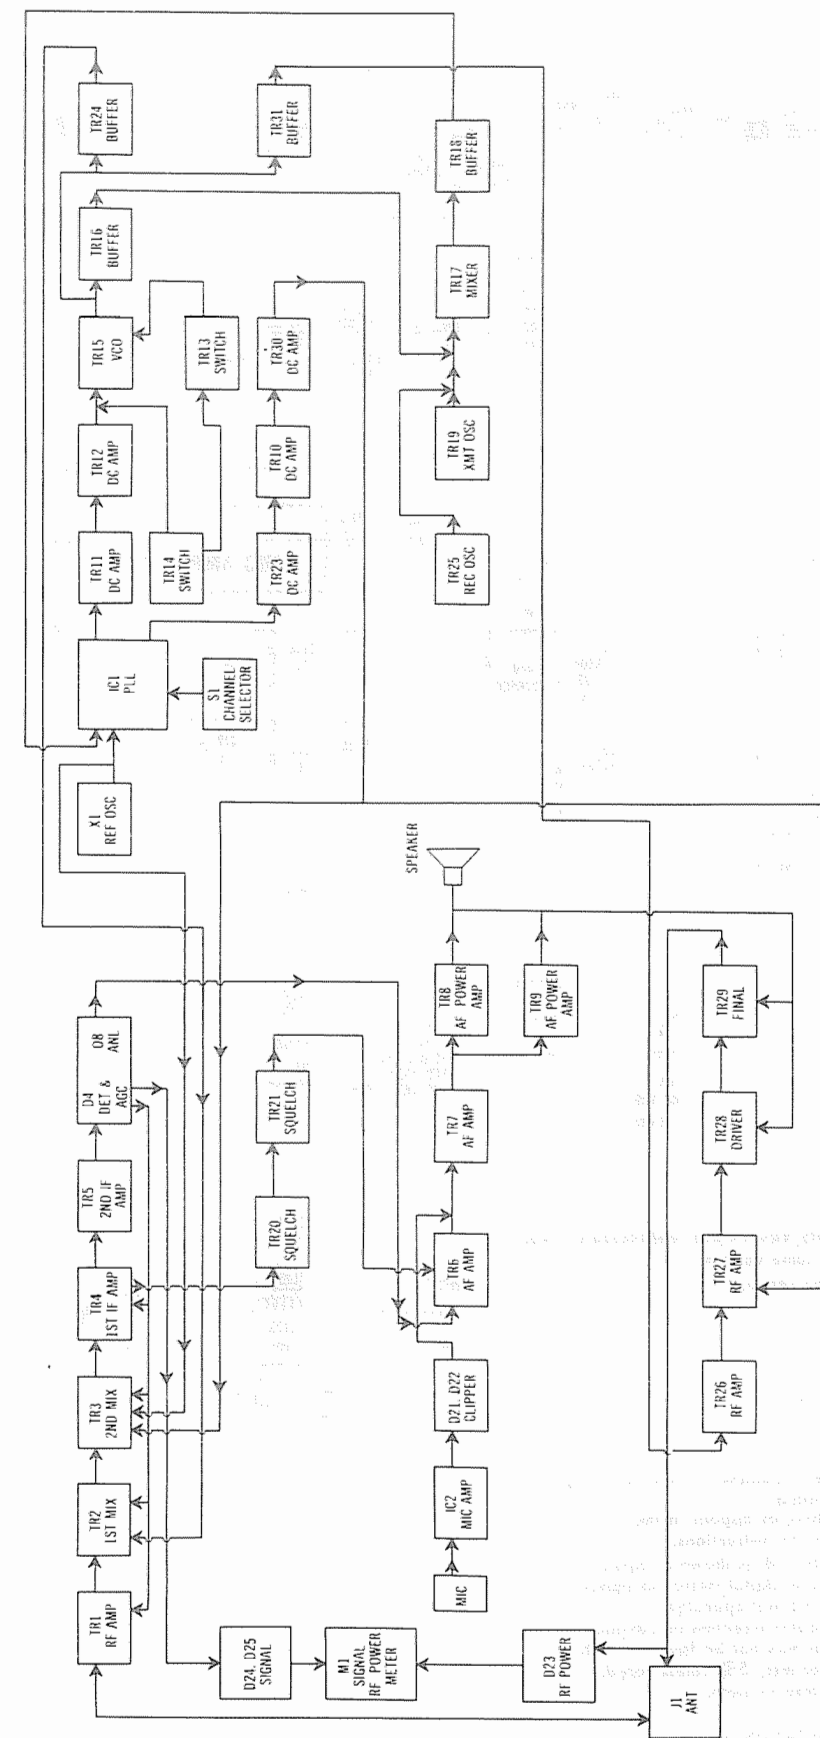 TR1
RF AMP
TR2
1ST MIX
TR3
2ND MIX
TR4
1ST IF AMP
TR5
2ND IF
AMP
D4
DET &
AGC
D8
ANL
X1
REF OSC
IC1
PLL
TR11
DC AMP
TR12
DC AMP
TR15
VCO
TR16
BUFFER
TR24
BUFFER
TR14
SWITCH
TR13
SWITCH
S1
CHANNEL
SELECTOR
D24, D25
SIGNAL
TR20
SQUELCH
TR21
SQUELCH
TR23
DC AMP
TR10
DC AMP
TR30
DC AMP
TR31
BUFFER
M1
SIGNAL
RF POWER
METER
SPEAKER
MIC
IC2
MIC AMP
D21, D22
CLIPPER
TR6
AF AMP
TR7
AF AMP
TR8
AF POWER
AMP
TR9
AF POWER
AMP
TR25
REC OSC
TR19
XMT OSC
TR17
MIXER
TR18
BUFFER
D23
RF POWER
J1
ANT
TR26
RF AMP
TR27
RF AMP
TR28
DRIVER
TR29
FINAL